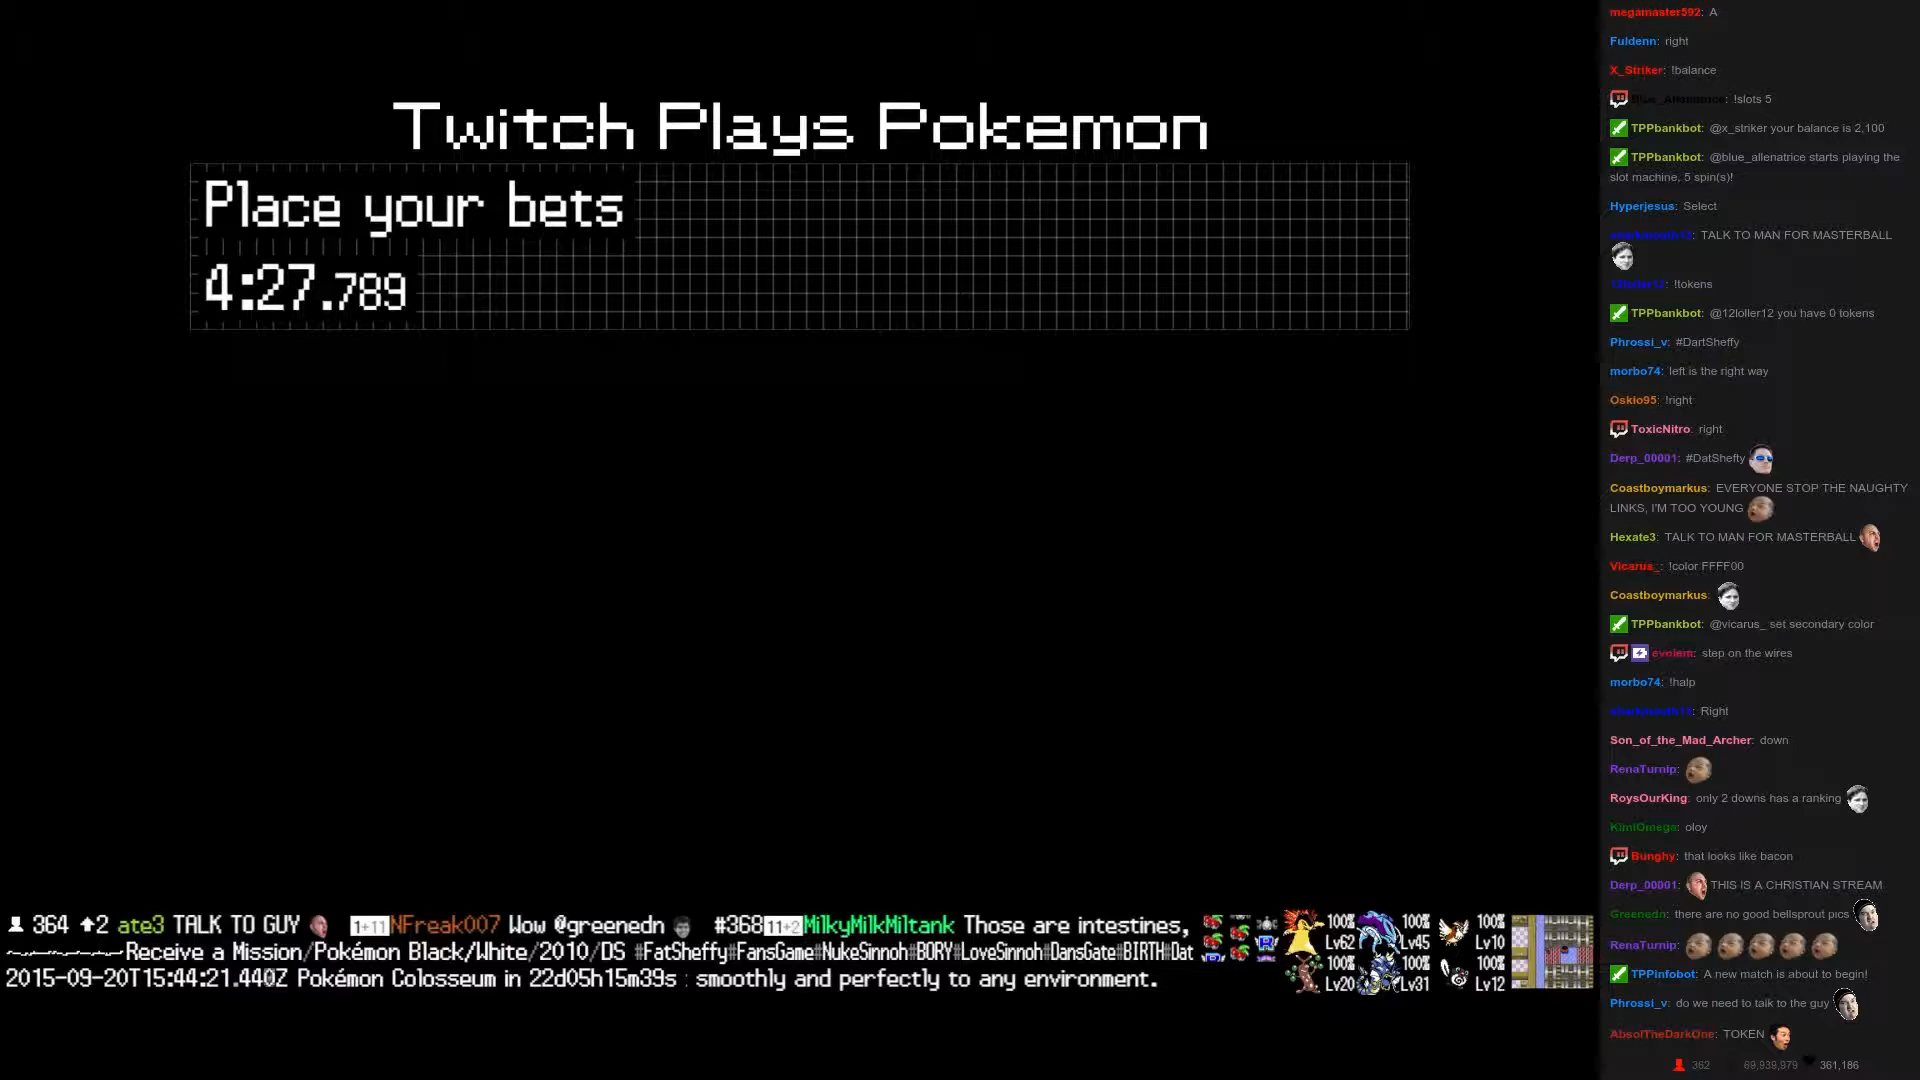 Twitch Plays Pokemon
Place your bets
4:27.789
364 2 ate3 TALK TO GUY 1+11 NFreak007 Wow @greenedn #368 11+2 MilkyMilkMiltank Those are intestines,
Receive a Mission/Pokémon Black/White/2010/DS #FatSheffy#FansGame#NukeSinnoh#BORY#LoveSinnoh#DansGate#BIRTH#Dat
2015-09-20T15:44:21.440Z Pokémon Colosseum in 22d05h15m39s : smoothly and perfectly to any environment.
100% 100% 100%
Lv62 Lv45 Lv10
100% 100% 100%
Lv20 Lv31 Lv12
megamaster592: A
Fuldenn: right
X_Striker: !balance
Blue_Allenatrice: !slots 5
TPPbankbot: @x_striker your balance is 2,100
TPPbankbot: @blue_allenatrice starts playing the
slot machine, 5 spin(s)!
Hyperjesus: Select
TALK TO MAN FOR MASTERBALL
12loller12: !tokens
TPPbankbot: @12loller12 you have 0 tokens
Phrossi_v: #DartSheffy
morbo74: left is the right way
Oskio95: !right
ToxicNitro: right
Derp_00001: #DatShefty
Coastboymarkus: EVERYONE STOP THE NAUGHTY
LINKS, I'M TOO YOUNG
Hexate3: TALK TO MAN FOR MASTERBALL
Vicarus_: !color FFFF00
Coastboymarkus:
TPPbankbot: @vicarus_ set secondary color
evolem: step on the wires
morbo74: !halp
Right
Son_of_the_Mad_Archer: down
RenaTurnip:
RoysOurKing: only 2 downs has a ranking
KimiOmega: oloy
Bunghy: that looks like bacon
Derp_00001: THIS IS A CHRISTIAN STREAM
Greenedn: there are no good bellsprout pics
RenaTurnip:
TPPinfobot: A new match is about to begin!
Phrossi_v: do we need to talk to the guy
AbsolTheDarkOne: TOKEN
362 69,939,979 361,186